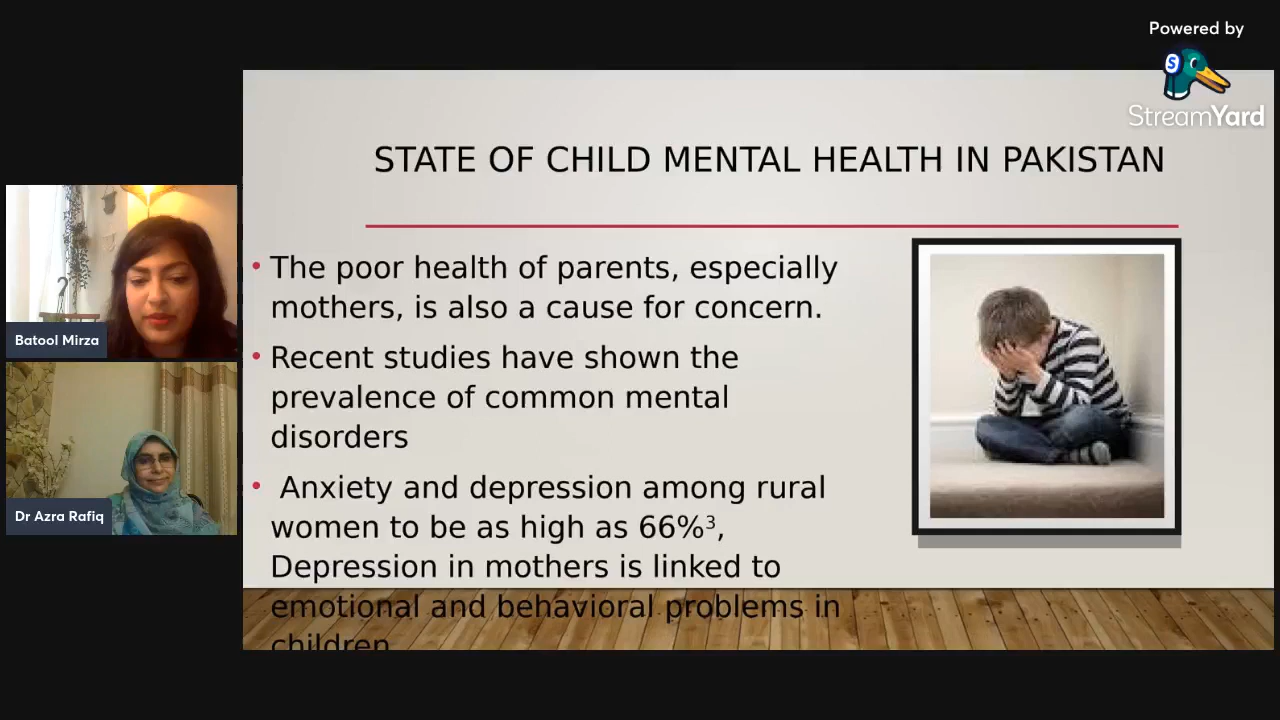 Powered by
S
StreamYard
STATE OF CHILD MENTAL HEALTH IN PAKISTAN
• The poor health of parents, especially
mothers, is also a cause for concern.
• Recent studies have shown the
prevalence of common mental
disorders
• Anxiety and depression among rural
women to be as high as 66%³,
Depression in mothers is linked to
emotional and behavioral problems in
children
Batool Mirza
Dr Azra Rafiq